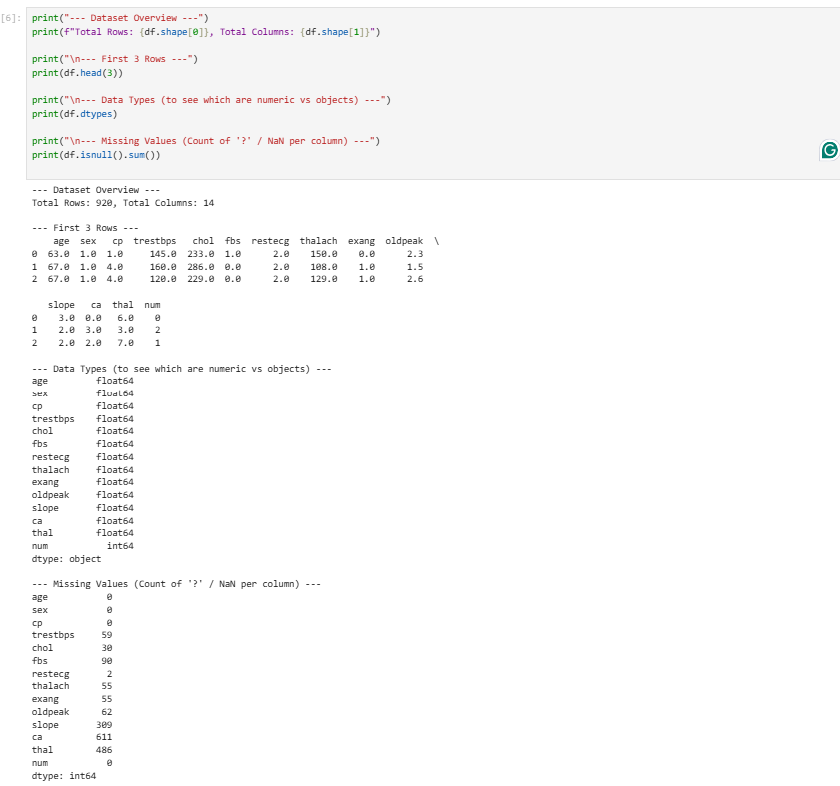 [6]: print("--- Dataset Overview ---")
print(f"Total Rows: {df.shape[0]}, Total Columns: {df.shape[1]}")
print("\n--- First 3 Rows ---")
print(df.head(3))
print("\n--- Data Types (to see which are numeric vs objects) ---")
print(df.dtypes)
print("\n--- Missing Values (Count of '?' / NaN per column) ---")
print(df.isnull().sum())
--- Dataset Overview ---
Total Rows: 920, Total Columns: 14
--- First 3 Rows ---
age sex cp trestbps chol fbs restecg thalach exang oldpeak \
0 63.0 1.0 1.0 145.0 233.0 1.0 2.0 150.0 0.0 2.3
1 67.0 1.0 4.0 160.0 286.0 0.0 2.0 108.0 1.0 1.5
2 67.0 1.0 4.0 120.0 229.0 0.0 2.0 129.0 1.0 2.6
slope ca thal num
0 3.0 0.0 6.0 0
1 2.0 3.0 3.0 2
2 2.0 2.0 7.0 1
--- Data Types (to see which are numeric vs objects) ---
age float64
sex float64
cp float64
trestbps float64
chol float64
fbs float64
restecg float64
thalach float64
exang float64
oldpeak float64
slope float64
ca float64
thal float64
num int64
dtype: object
--- Missing Values (Count of '?' / NaN per column) ---
age 0
sex 0
cp 0
trestbps 59
chol 30
fbs 90
restecg 2
thalach 55
exang 55
oldpeak 62
slope 309
ca 611
thal 486
num 0
dtype: int64